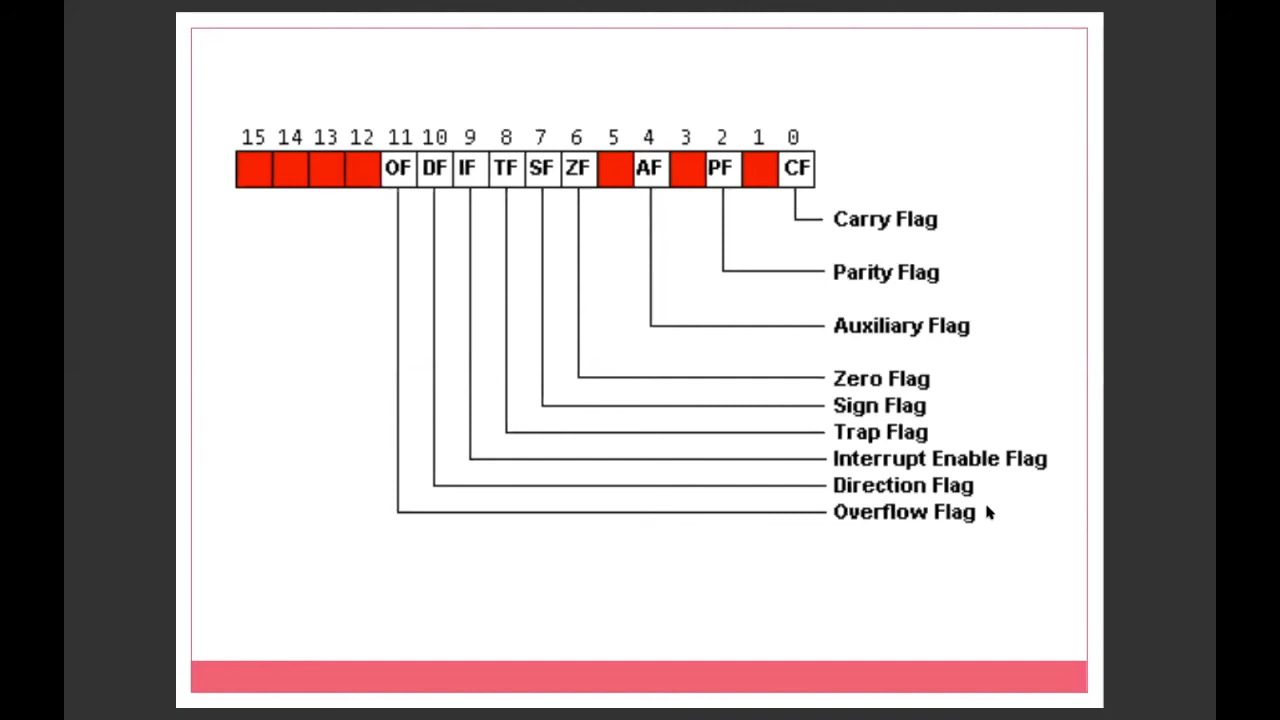 15 14 13 12 11 10 9 8 7 6 5 4 3 2 1 0
OF DF IF TF SF ZF AF PF CF
Carry Flag
Parity Flag
Auxiliary Flag
Zero Flag
Sign Flag
Trap Flag
Interrupt Enable Flag
Direction Flag
Overflow Flag